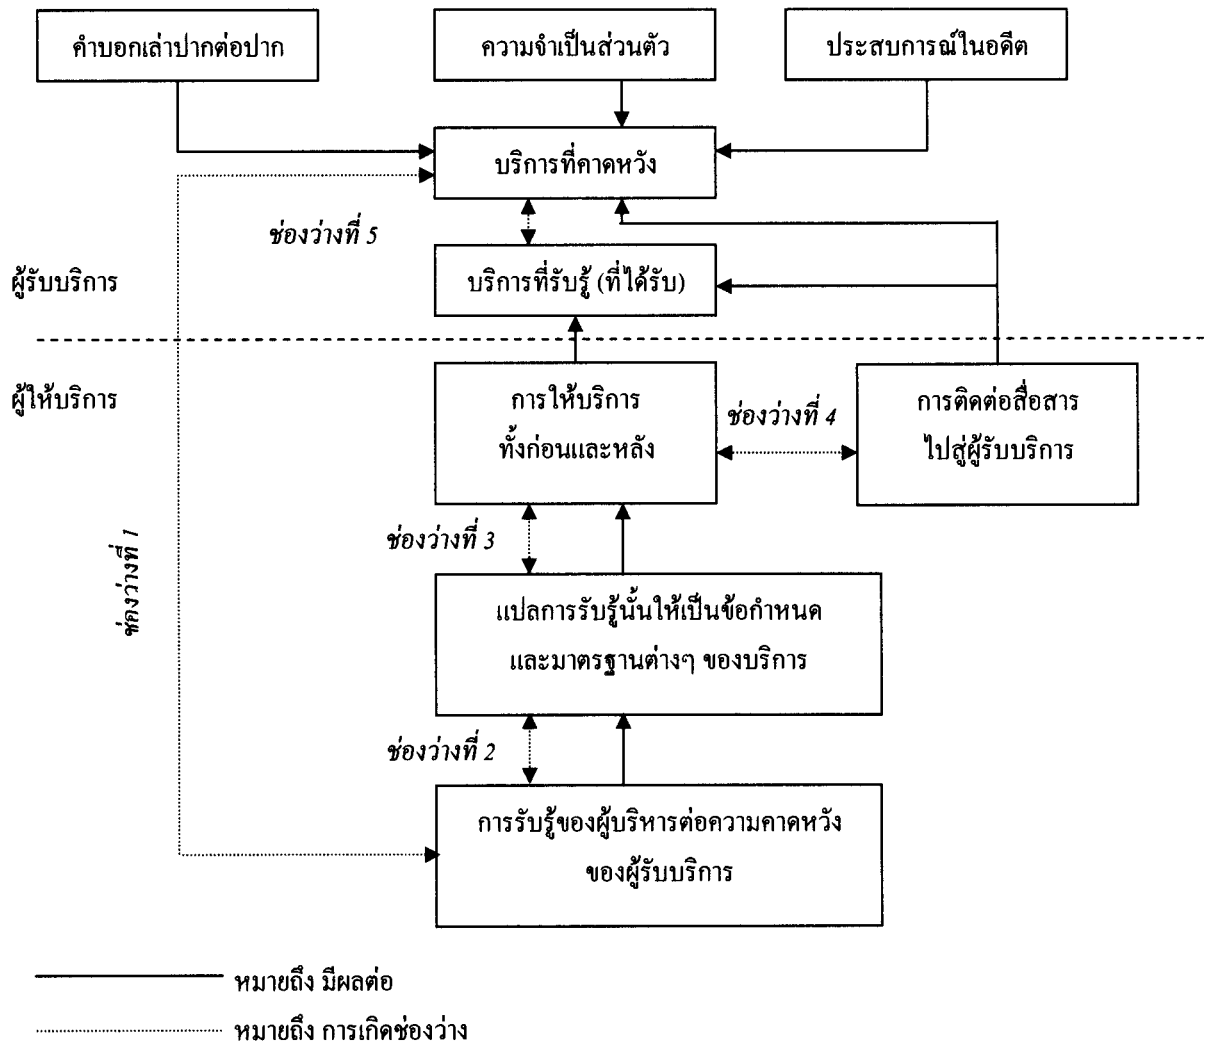 คำบอกเล่าปากต่อปาก
ความจำเป็นส่วนตัว
ประสบการณ์ในอดีต
บริการที่คาดหวัง
ช่องว่างที่ 5
บริการที่รับรู้ (ที่ได้รับ)
ผู้รับบริการ
ผู้ให้บริการ
การให้บริการ
ทั้งก่อนและหลัง
ช่องว่างที่ 4
การติดต่อสื่อสาร
ไปสู่ผู้รับบริการ
ช่องว่างที่ 1
ช่องว่างที่ 3
แปลการรับรู้นั้นให้เป็นข้อกำหนด
และมาตรฐานต่างๆ ของบริการ
ช่องว่างที่ 2
การรับรู้ของผู้บริหารต่อความคาดหวัง
ของผู้รับบริการ
หมายถึง มีผลต่อ
หมายถึง การเกิดช่องว่าง